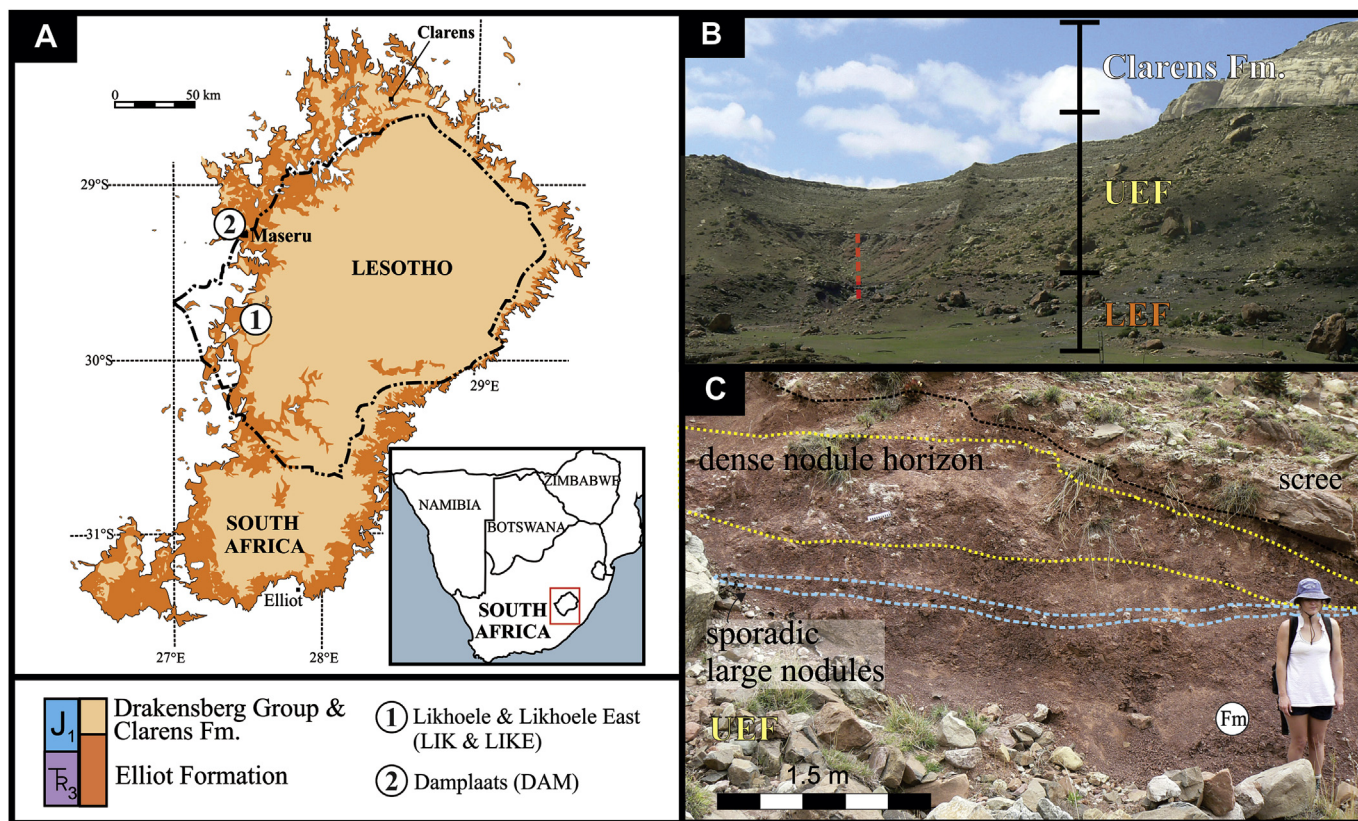 A
Clarens
0 50 km
29°S
2
Maseru
LESOTHO
1
30°S
29°E
SOUTH
AFRICA
31°S
Elliot
27°E
28°E
NAMIBIA
ZIMBABWE
BOTSWANA
SOUTH
AFRICA
J1
Drakensberg Group &
Clarens Fm.
TR3
Elliot Formation
1 Likhoele & Likhoele East
(LIK & LIKE)
2 Damplaats (DAM)
B
Clarens Fm.
UEF
LEF
C
dense nodule horizon
scree
sporadic
large nodules
UEF
Fm
1.5 m